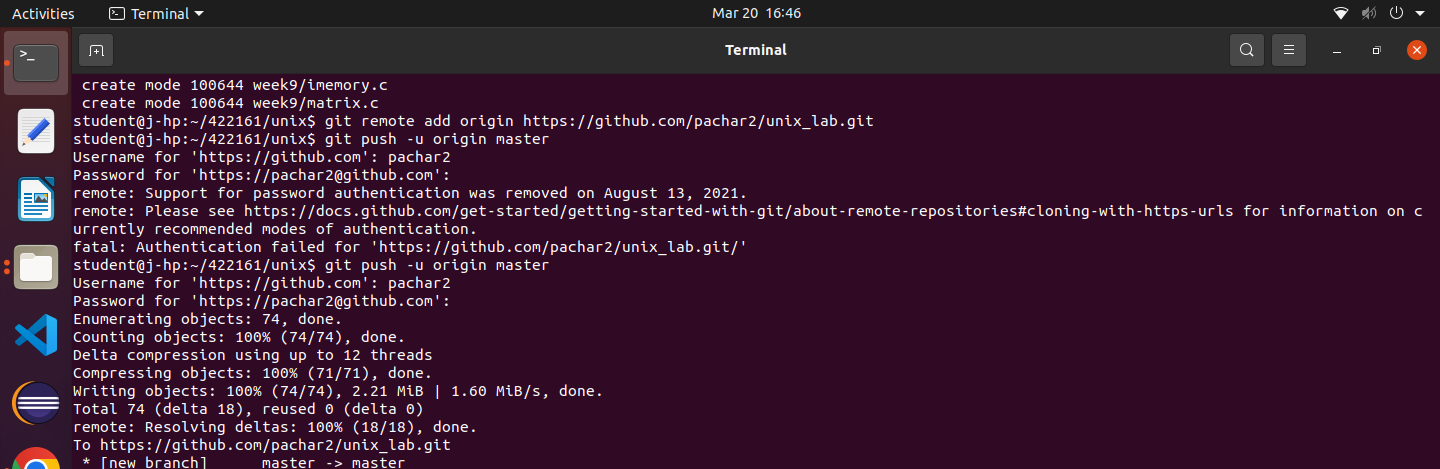 Activities Terminal Mar 20 16:46
Terminal
>_
create mode 100644 week9/imemory.c
create mode 100644 week9/matrix.c
student@j-hp:~/422161/unix$ git remote add origin https://github.com/pachar2/unix_lab.git
student@j-hp:~/422161/unix$ git push -u origin master
Username for 'https://github.com': pachar2
Password for 'https://pachar2@github.com':
remote: Support for password authentication was removed on August 13, 2021.
remote: Please see https://docs.github.com/get-started/getting-started-with-git/about-remote-repositories#cloning-with-https-urls for information on c
urrently recommended modes of authentication.
fatal: Authentication failed for 'https://github.com/pachar2/unix_lab.git/'
student@j-hp:~/422161/unix$ git push -u origin master
Username for 'https://github.com': pachar2
Password for 'https://pachar2@github.com':
Enumerating objects: 74, done.
Counting objects: 100% (74/74), done.
Delta compression using up to 12 threads
Compressing objects: 100% (71/71), done.
Writing objects: 100% (74/74), 2.21 MiB | 1.60 MiB/s, done.
Total 74 (delta 18), reused 0 (delta 0)
remote: Resolving deltas: 100% (18/18), done.
To https://github.com/pachar2/unix_lab.git
* [new branch] master -> master